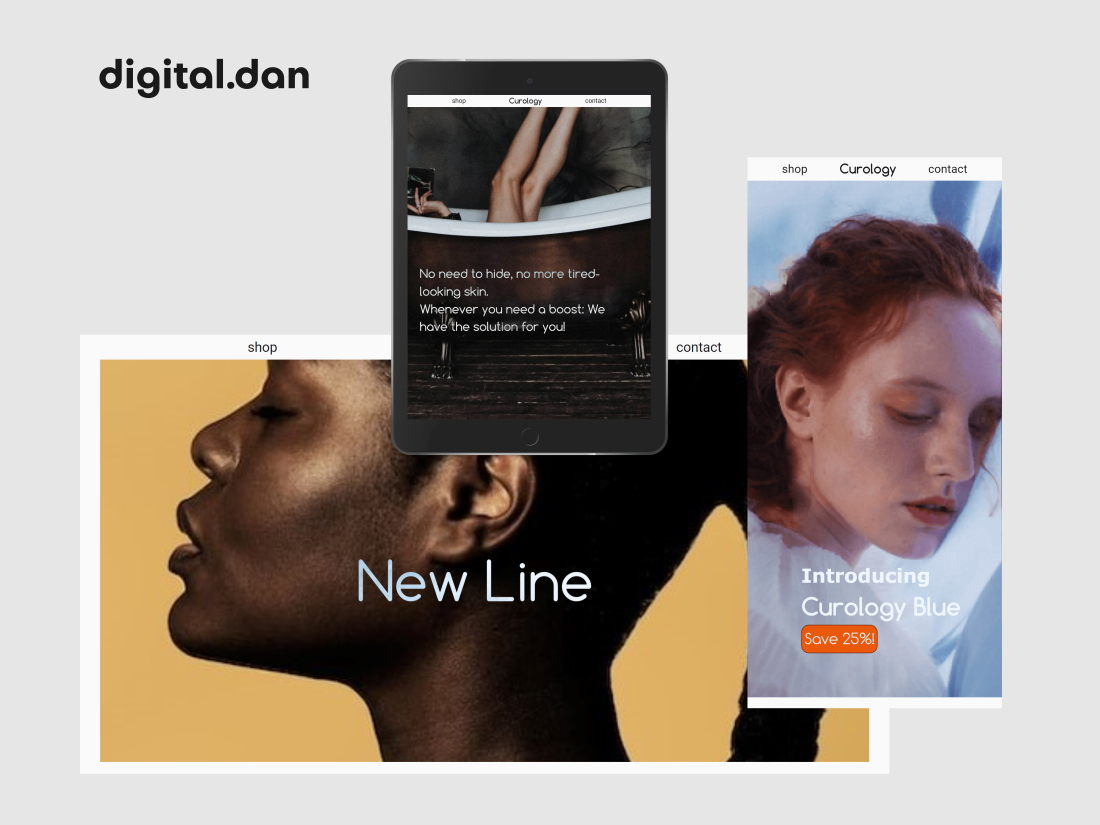 digital.dan
shop Curology contact
No need to hide, no more tired-
looking skin.
Whenever you need a boost: We
have the solution for you!
shop contact
New Line
shop Curology contact
Introducing
Curology Blue
Save 25%!